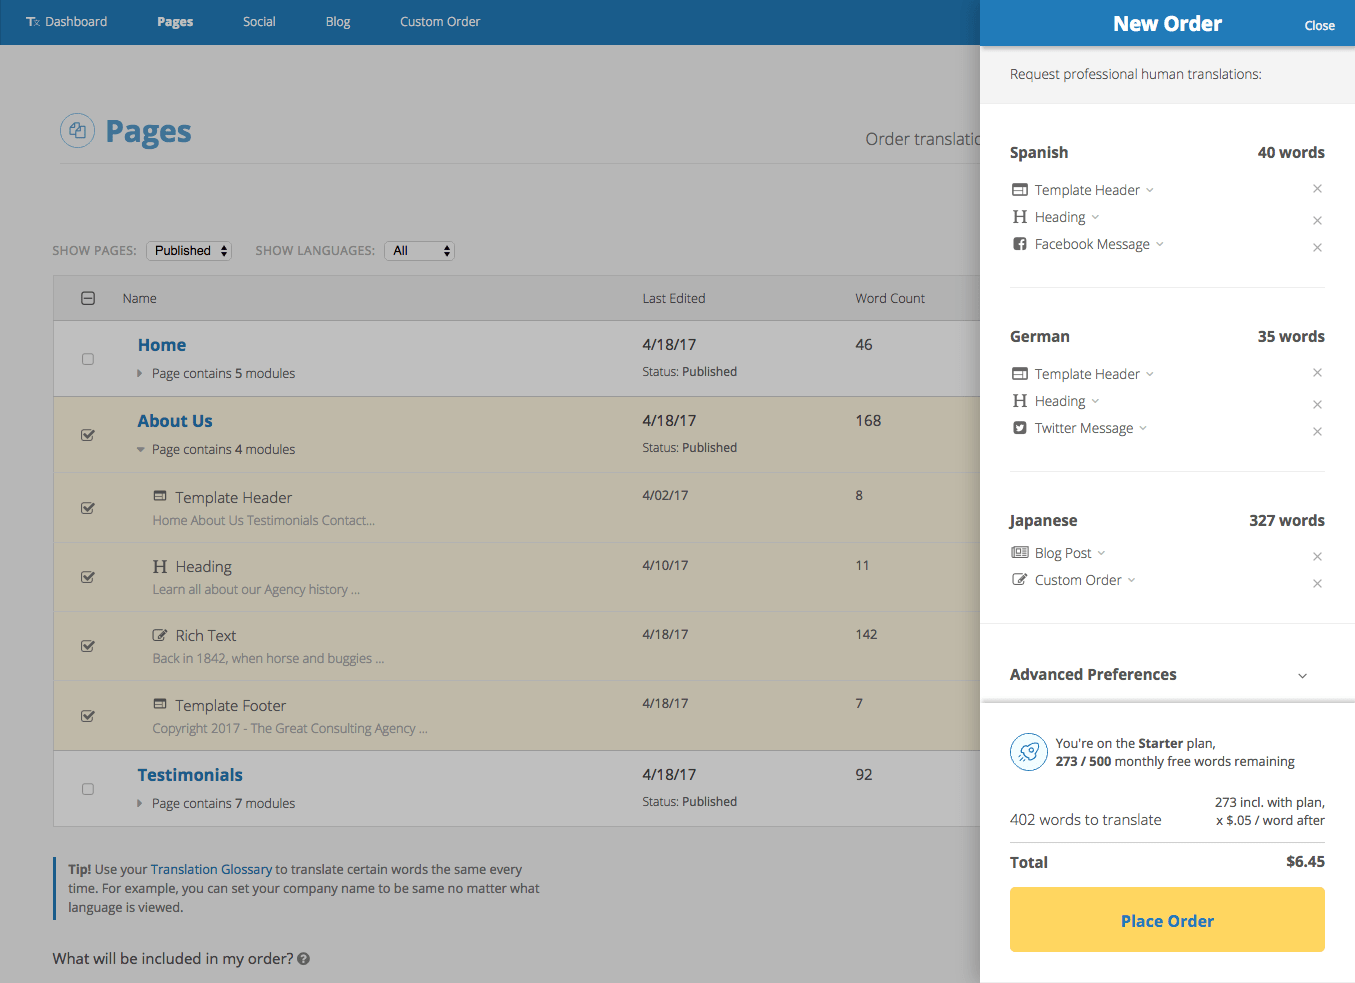 Tx Dashboard
Pages
Social
Blog
Custom Order
New Order
Close
Request professional human translations:
Pages
Order translatio
SHOW PAGES: Published
SHOW LANGUAGES: All
Name
Last Edited
Word Count
Home
4/18/17
46
Page contains 5 modules
Status: Published
About Us
4/18/17
168
Page contains 4 modules
Status: Published
Template Header
4/02/17
8
Home About Us Testimonials Contact...
H Heading
4/10/17
11
Learn all about our Agency history ...
Rich Text
4/18/17
142
Back in 1842, when horse and buggies ...
Template Footer
4/18/17
7
Copyright 2017 - The Great Consulting Agency ...
Testimonials
4/18/17
92
Page contains 7 modules
Status: Published
Tip! Use your Translation Glossary to translate certain words the same every
time. For example, you can set your company name to be same no matter what
language is viewed.
What will be included in my order? ?
Spanish
40 words
Template Header
H Heading
Facebook Message
German
35 words
Template Header
H Heading
Twitter Message
Japanese
327 words
Blog Post
Custom Order
Advanced Preferences
You're on the Starter plan,
273 / 500 monthly free words remaining
402 words to translate
273 incl. with plan,
x $.05 / word after
Total
$6.45
Place Order